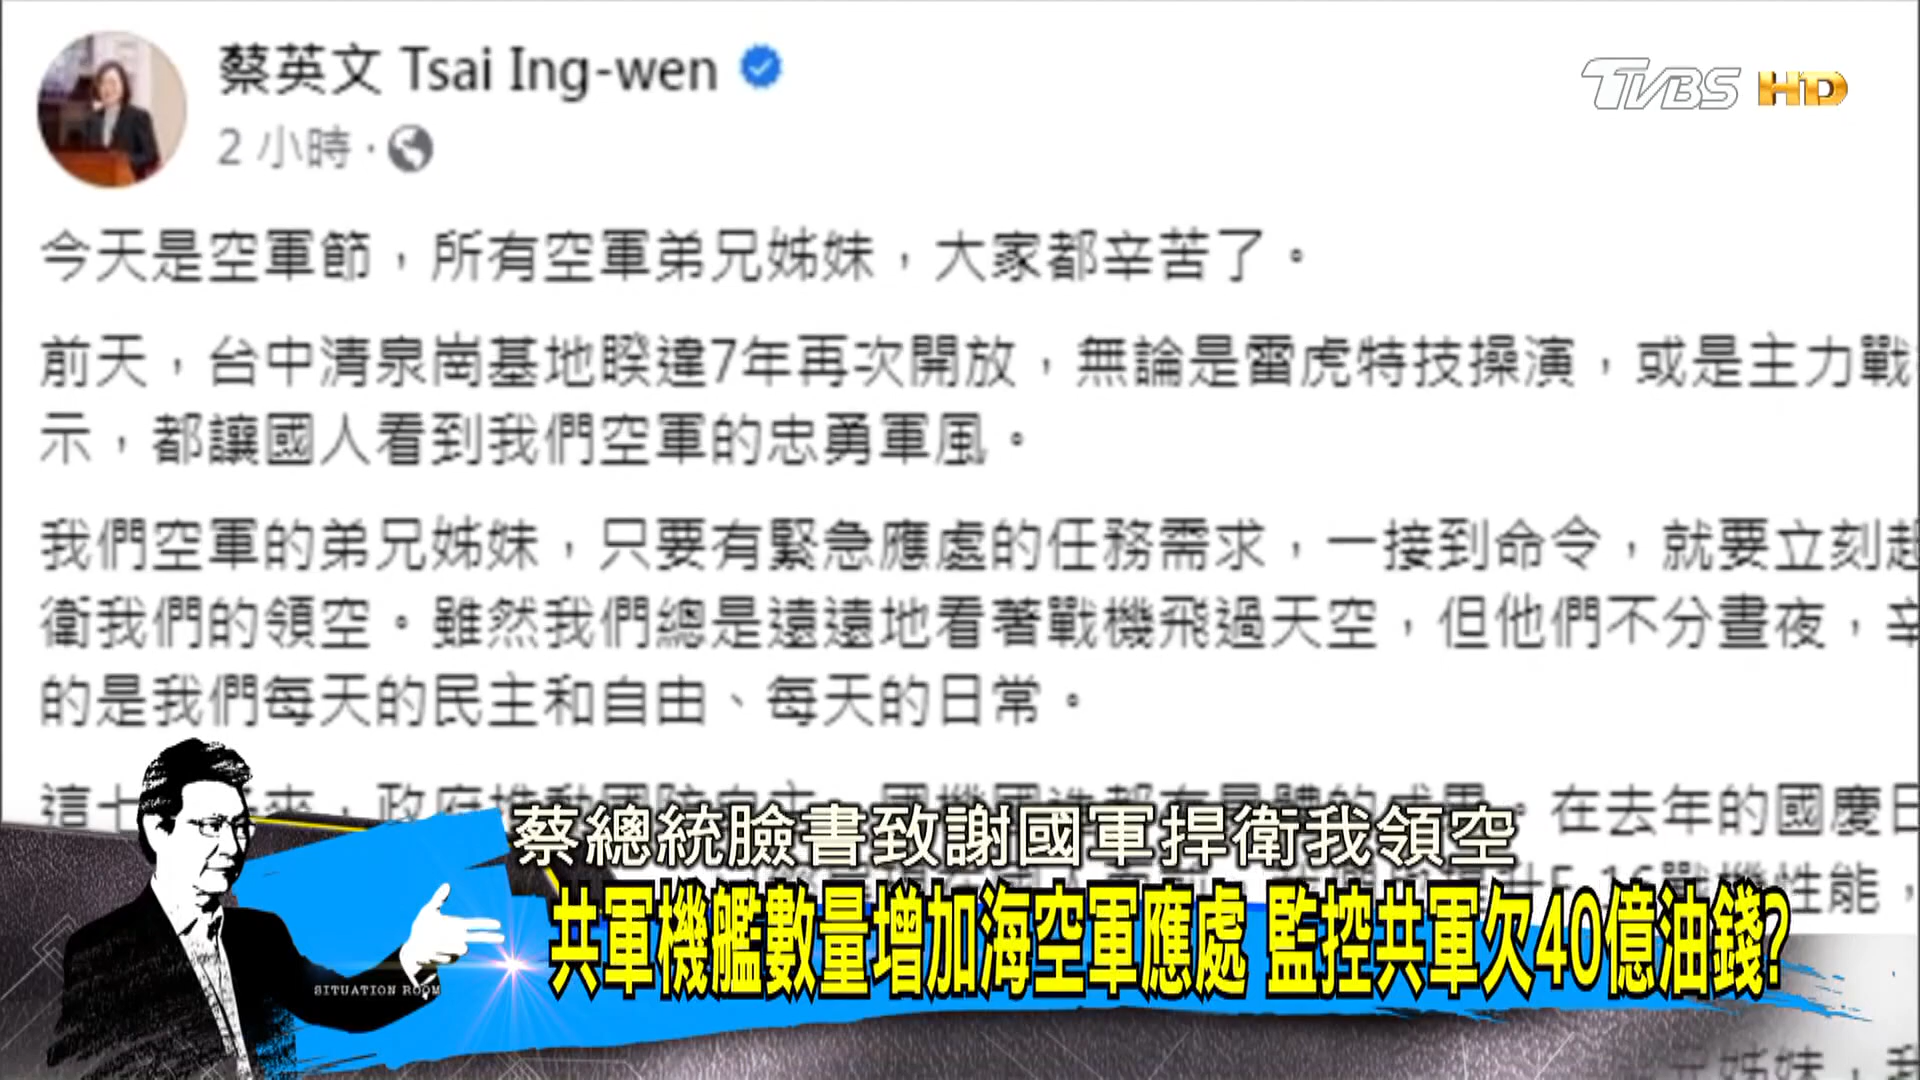 蔡英文 Tsai Ing-wen
TVBS HD
2 小時 ·
今天是空軍節，所有空軍弟兄姊妹，大家都辛苦了。
前天，台中清泉崗基地睽違7年再次開放，無論是雷虎特技操演，或是主力戰
示，都讓國人看到我們空軍的忠勇軍風。
我們空軍的弟兄姊妹，只要有緊急應處的任務需求，一接到命令，就要立刻起
衛我們的領空。雖然我們總是遠遠地看著戰機飛過天空，但他們不分晝夜，辛
的是我們每天的民主和自由、每天的日常。
在去年的國慶日
蔡總統臉書致謝國軍捍衛我領空
戰機性能，
共軍機艦數量增加海空軍應處 監控共軍欠40億油錢?
SITUATION ROOM
姊妹，